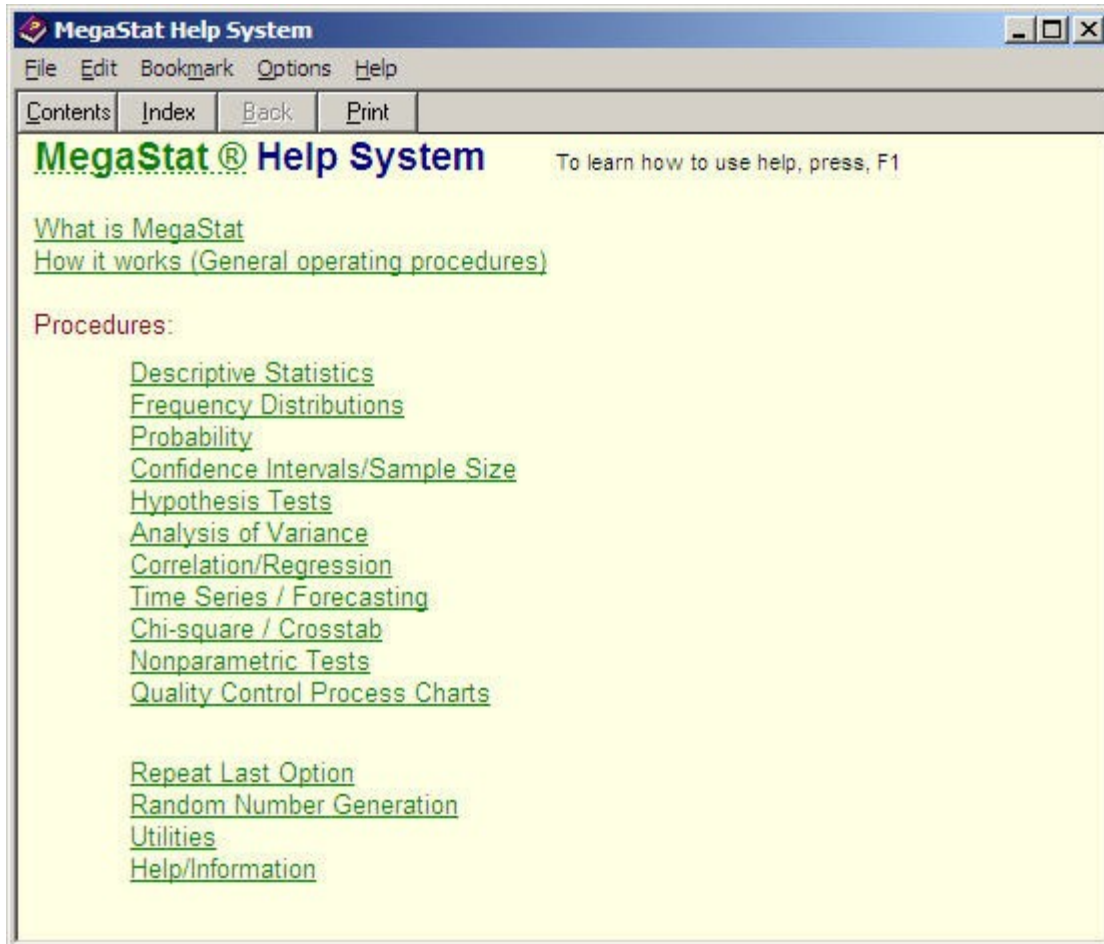 MegaStat Help System
File Edit Bookmark Options Help
Contents Index Back Print
MegaStat ® Help System To learn how to use help, press, F1
What is MegaStat
How it works (General operating procedures)
Procedures:
Descriptive Statistics
Frequency Distributions
Probability
Confidence Intervals/Sample Size
Hypothesis Tests
Analysis of Variance
Correlation/Regression
Time Series / Forecasting
Chi-square / Crosstab
Nonparametric Tests
Quality Control Process Charts
Repeat Last Option
Random Number Generation
Utilities
Help/Information